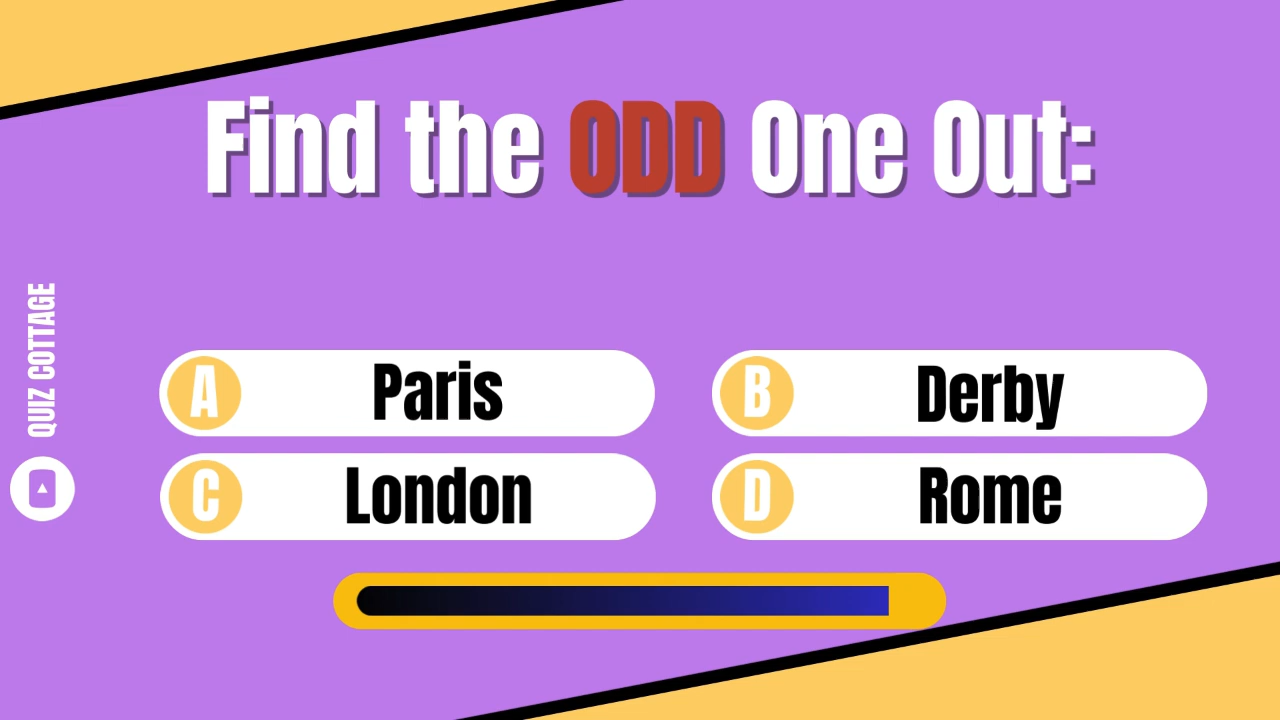 Find the ODD One Out:
QUIZ COTTAGE
A Paris
B Derby
C London
D Rome